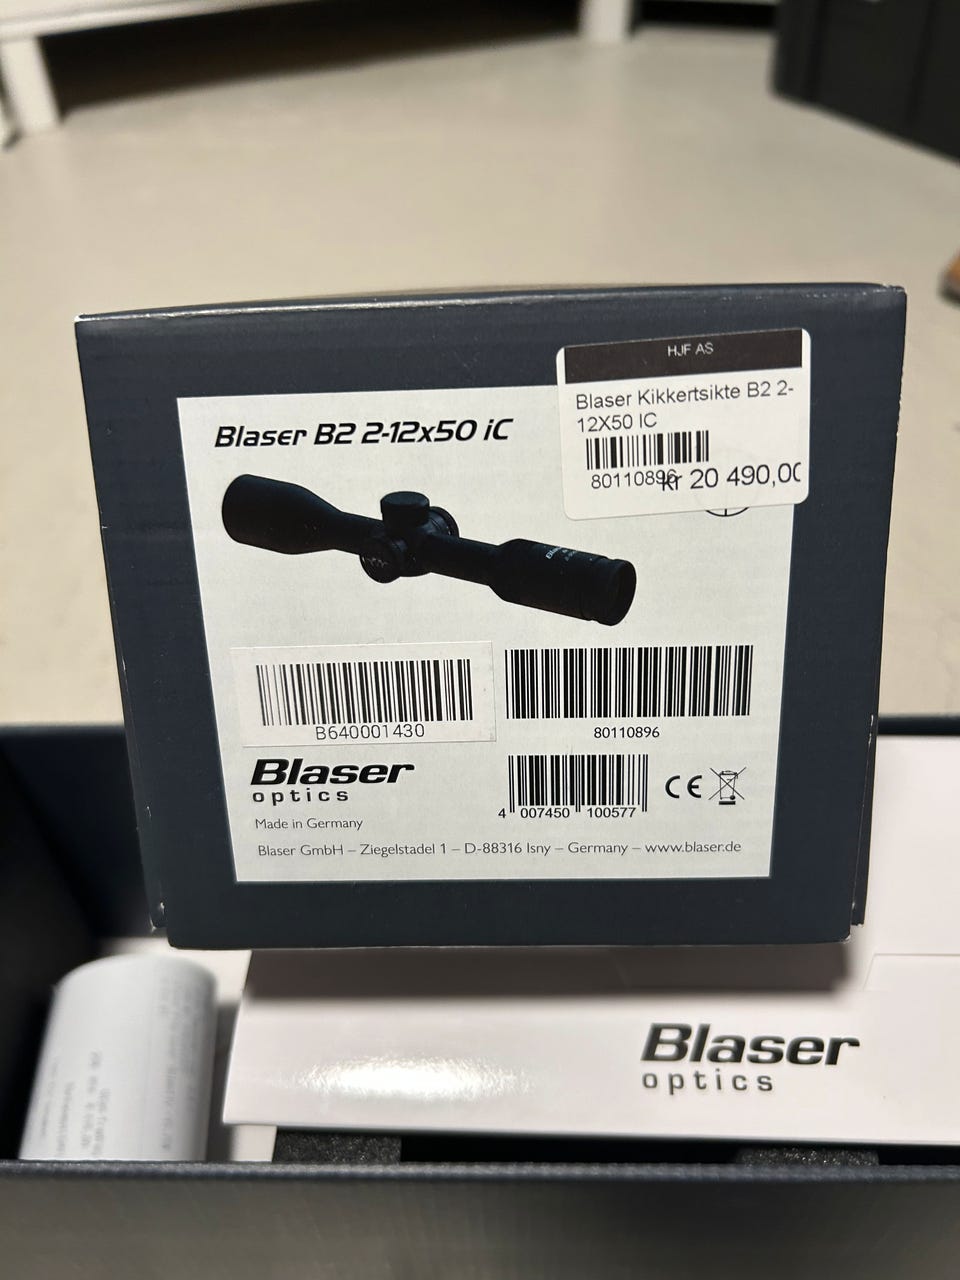 HJF AS
Blaser Kikkertsikte B2 2-
12X50 IC
80110896
kr 20 490,00
Blaser B2 2-12x50 iC
B640001430
80110896
Blaser
optics
4 007450 100577
CE
Made in Germany
Blaser GmbH – Ziegelstadel 1 – D-88316 Isny – Germany – www.blaser.de
Blaser
optics